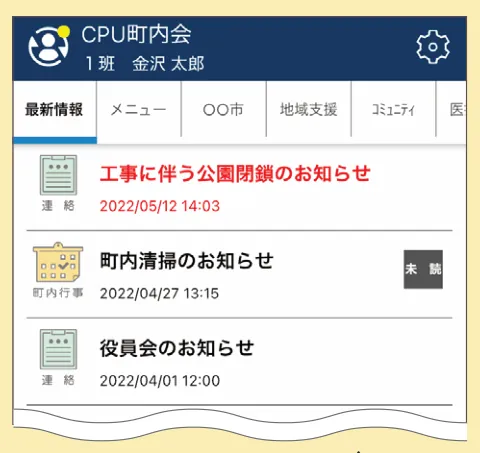 CPU町内会
1班 金沢 太郎
最新情報
メニュー
〇〇市
地域支援
ｺﾐｭﾆﾃｨ
医
工事に伴う公園閉鎖のお知らせ
連絡
2022/05/12 14:03
町内清掃のお知らせ
未読
町内行事
2022/04/27 13:15
役員会のお知らせ
連絡
2022/04/01 12:00